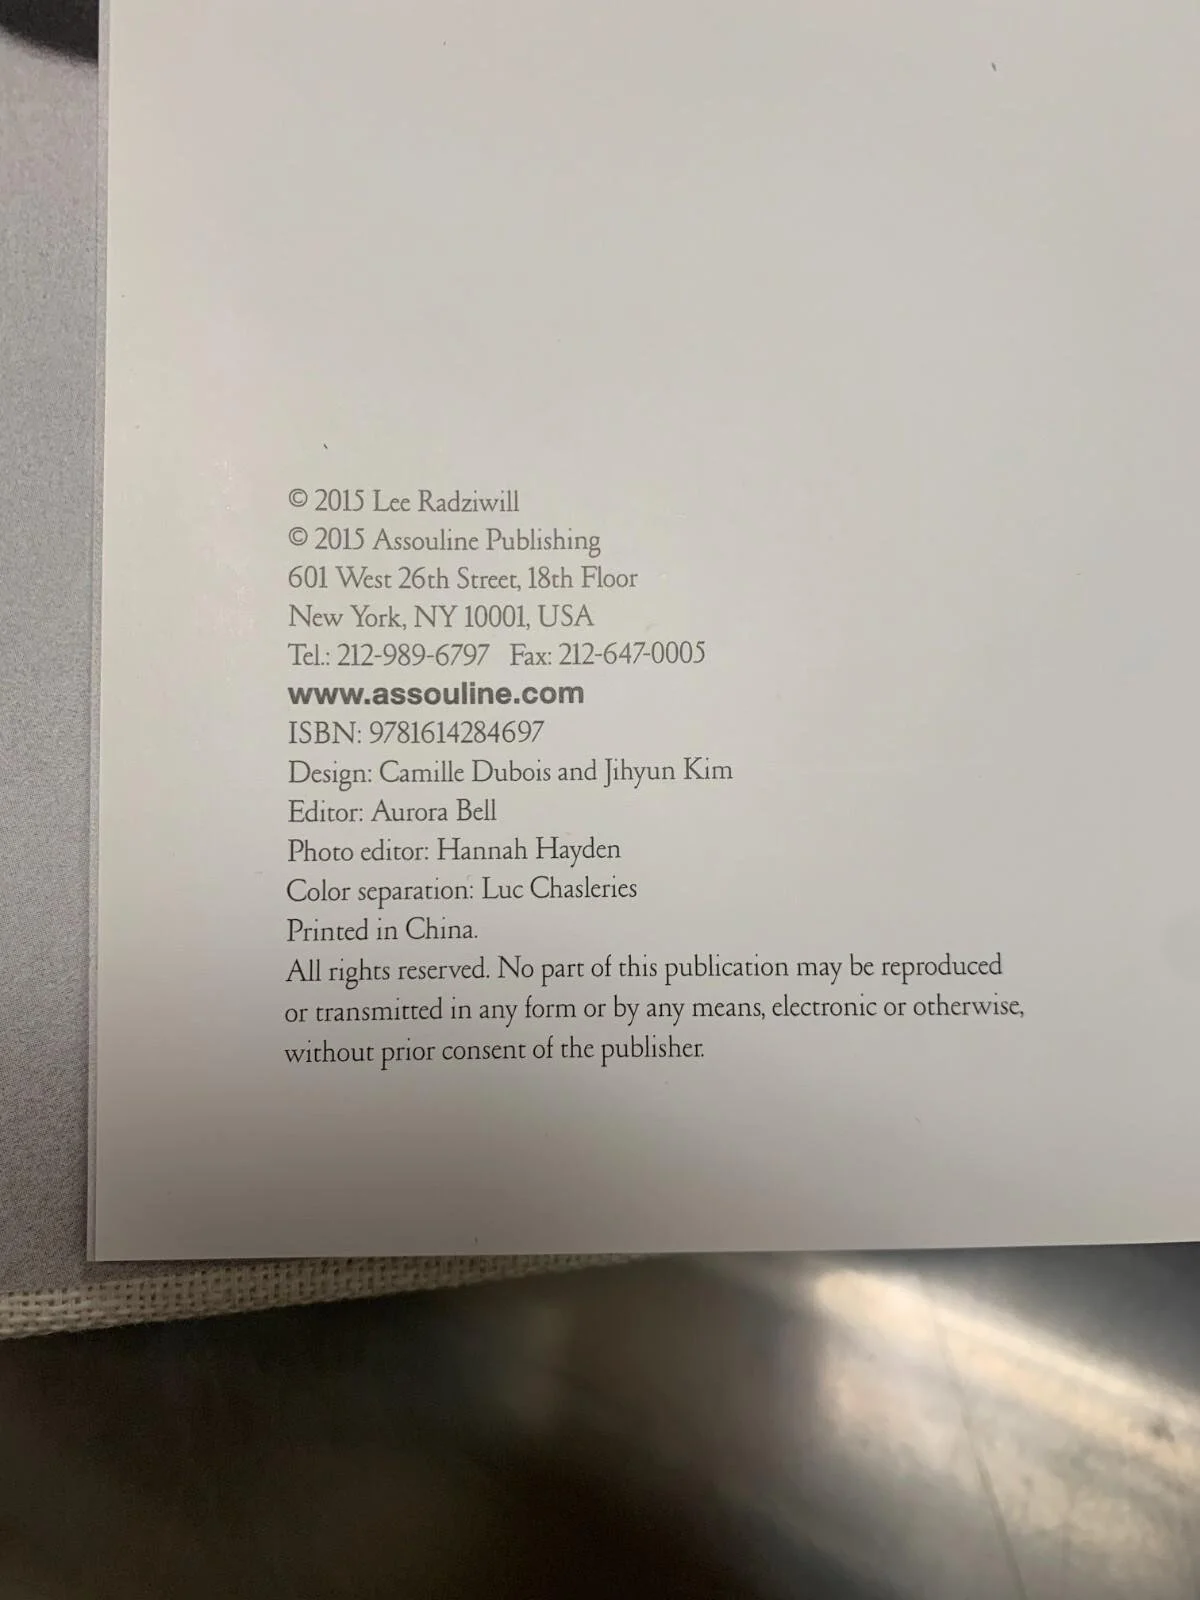 © 2015 Lee Radziwill
© 2015 Assouline Publishing
601 West 26th Street, 18th Floor
New York, NY 10001, USA
Tel.: 212-989-6797 Fax: 212-647-0005
www.assouline.com
ISBN: 9781614284697
Design: Camille Dubois and Jihyun Kim
Editor: Aurora Bell
Photo editor: Hannah Hayden
Color separation: Luc Chasleries
Printed in China.
All rights reserved. No part of this publication may be reproduced
or transmitted in any form or by any means, electronic or otherwise,
without prior consent of the publisher.